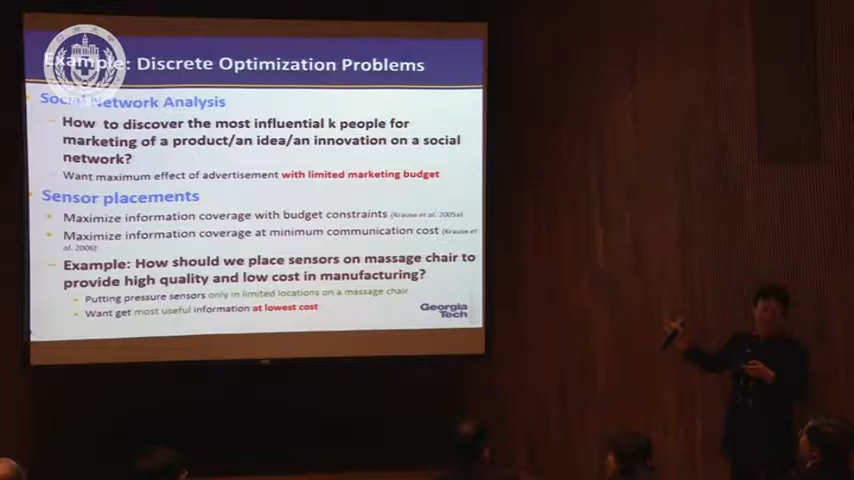 Example: Discrete Optimization Problems
Social Network Analysis
How to discover the most influential k people for
marketing of a product/an idea/an innovation on a social
network?
Want maximum effect of advertisement with limited marketing budget
Sensor placements
Maximize information coverage with budget constraints (Krause et al. 2005a)
Maximize information coverage at minimum communication cost (Krause et
al. 2006)
Example: How should we place sensors on massage chair to
provide high quality and low cost in manufacturing?
Putting pressure sensors only in limited locations on a massage chair
Want get most useful information at lowest cost
Georgia
Tech